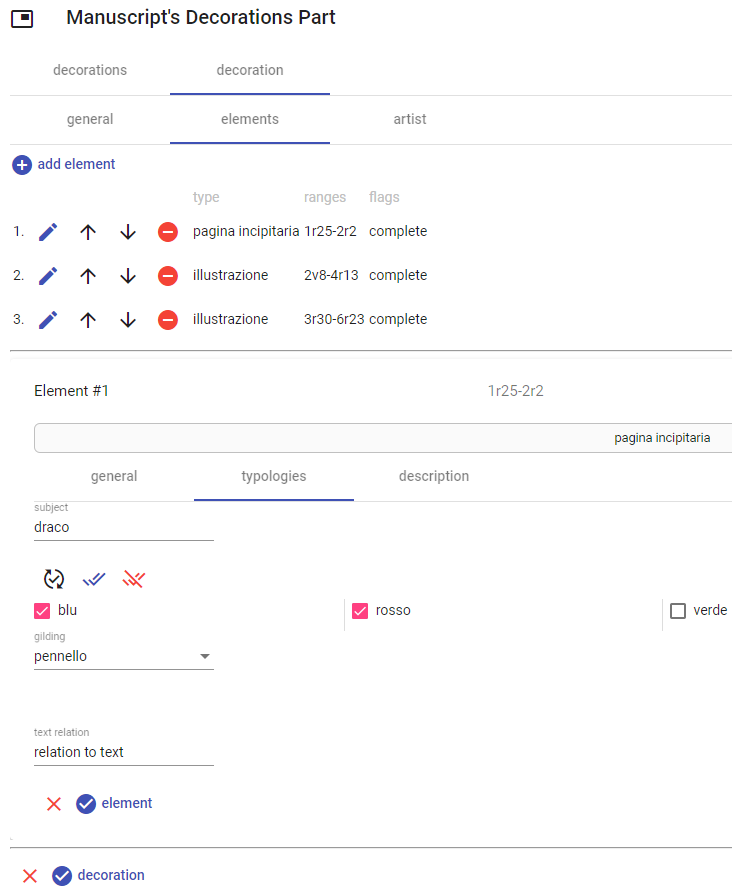 Manuscript's Decorations Part
decorations decoration
general elements artist
add element
type ranges flags
1. pagina incipitaria 1r25-2r2 complete
2. illustrazione 2v8-4r13 complete
3. illustrazione 3r30-6r23 complete
Element #1 1r25-2r2
pagina incipitaria
general typologies description
subject
draco
blu rosso verde
gilding
pennello
text relation
relation to text
element
decoration